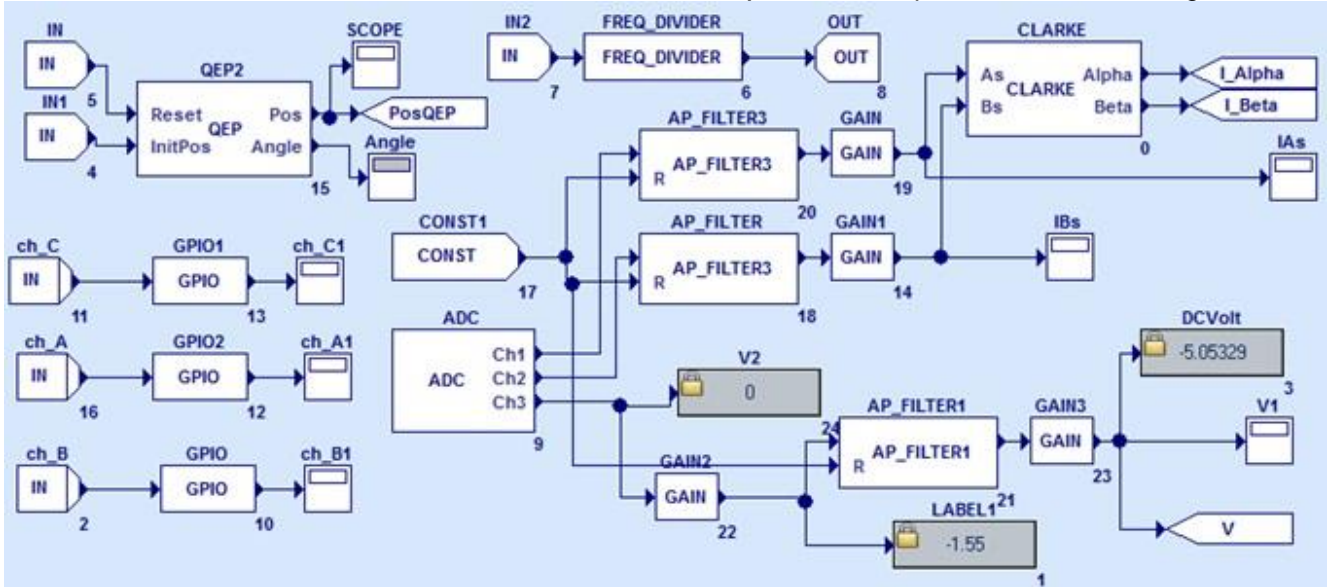 IN
IN
5
IN1
IN
4
QEP2
Reset
InitPos
QEP
Pos
Angle
15
SCOPE
PosQEP
Angle
IN2
IN
7
FREQ_DIVIDER
FREQ_DIVIDER
6
OUT
OUT
8
CLARKE
As
Bs
CLARKE
Alpha
Beta
0
I_Alpha
I_Beta
IAs
AP_FILTER3
AP_FILTER3
R
20
GAIN
GAIN
19
CONST1
CONST
17
AP_FILTER
AP_FILTER3
R
18
GAIN1
GAIN
14
IBs
ch_C
IN
11
GPIO1
GPIO
13
ch_C1
ch_A
IN
16
GPIO2
GPIO
12
ch_A1
ch_B
IN
2
GPIO
GPIO
10
ch_B1
ADC
ADC
Ch1
Ch2
Ch3
9
V2
0
24
GAIN2
GAIN
22
AP_FILTER1
AP_FILTER1
R
21
GAIN3
GAIN
23
DCVolt
-5.05329
3
V1
V
LABEL1
-1.55
1